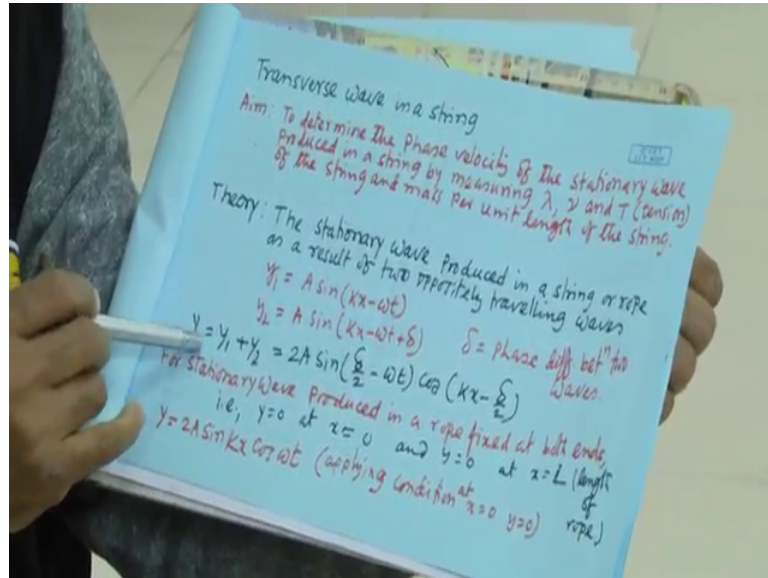 Transverse wave in a string
Aim: To determine the Phase velocity of the stationary wave
produced in a string by measuring λ, ν and T (tension)
of the string and mass per unit length of the string.
Theory: The stationary wave produced in a string or rope
as a result of two oppositely travelling waves
y₁ = A sin(kx-ωt)
y₂ = A sin(kx-ωt+δ) δ = phase diff betⁿ two waves.
y = y₁ + y₂ = 2A sin(δ/2 - ωt) cos(kx - δ/2)
For stationary wave produced in a rope fixed at both ends,
i.e, y=0 at x=0 and y=0 at x=L (length of rope)
y=2A sin kx cos ωt (applying condition at x=0 y=0)